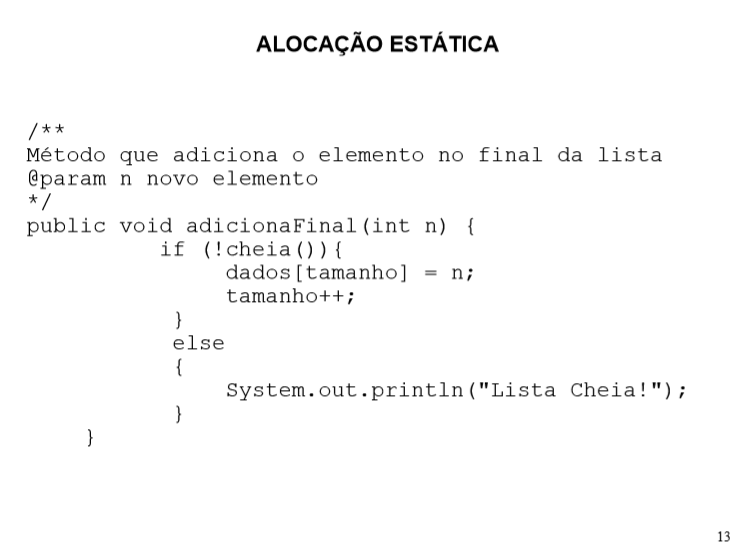 ALOCAÇÃO ESTÁTICA
/**
Método que adiciona o elemento no final da lista
@param n novo elemento
*/
public void adicionaFinal(int n) {
if (!cheia()){
dados[tamanho] = n;
tamanho++;
}
else
{
System.out.println("Lista Cheia!");
}
}
13